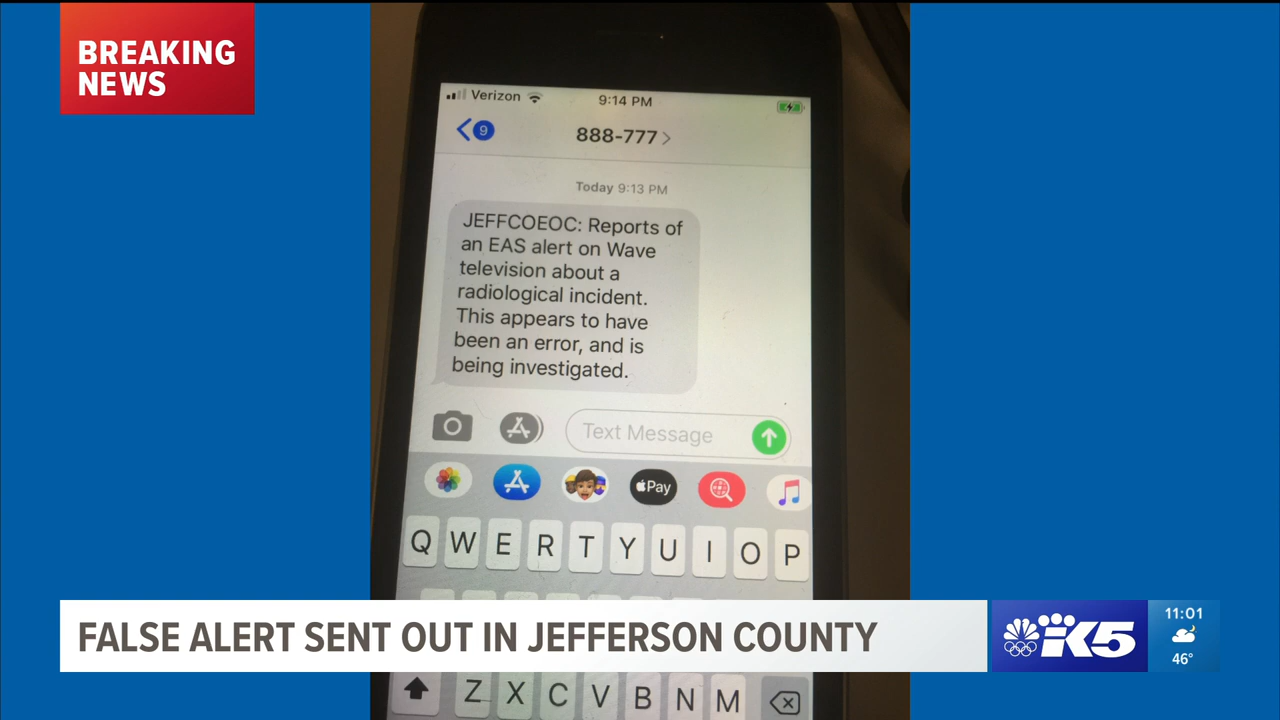 BREAKING
NEWS
Verizon
9:14 PM
9
888-777
Today 9:13 PM
JEFFCOEOC: Reports of
an EAS alert on Wave
television about a
radiological incident.
This appears to have
been an error, and is
being investigated.
Text Message
Pay
Q W E R T Y U I O P
FALSE ALERT SENT OUT IN JEFFERSON COUNTY
K5
11:01
46°
Z X C V B N M